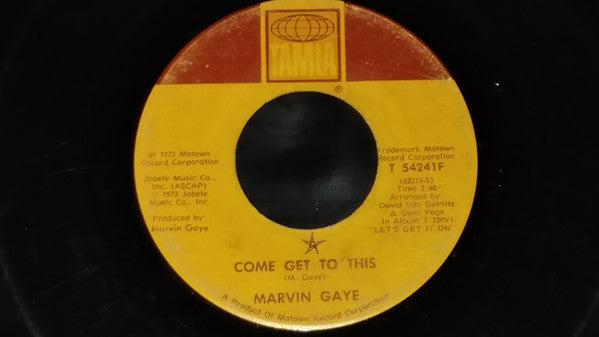 TAMLA
®
℗ 1973 Motown
Record Corporation
Jobete Music Co.,
Inc. (ASCAP)
© 1973 Jobete
Music Co., Inc
Produced by
Marvin Gaye
Trademark Motown
Record Corporation
T 54241F
Time 2:40
Arranged by:
David Van DePitte
& Gene Page
In Album T 329V1
"LET'S GET IT ON"
COME GET TO THIS
(M. Gaye)
MARVIN GAYE
A Product Of Motown Record Corporation